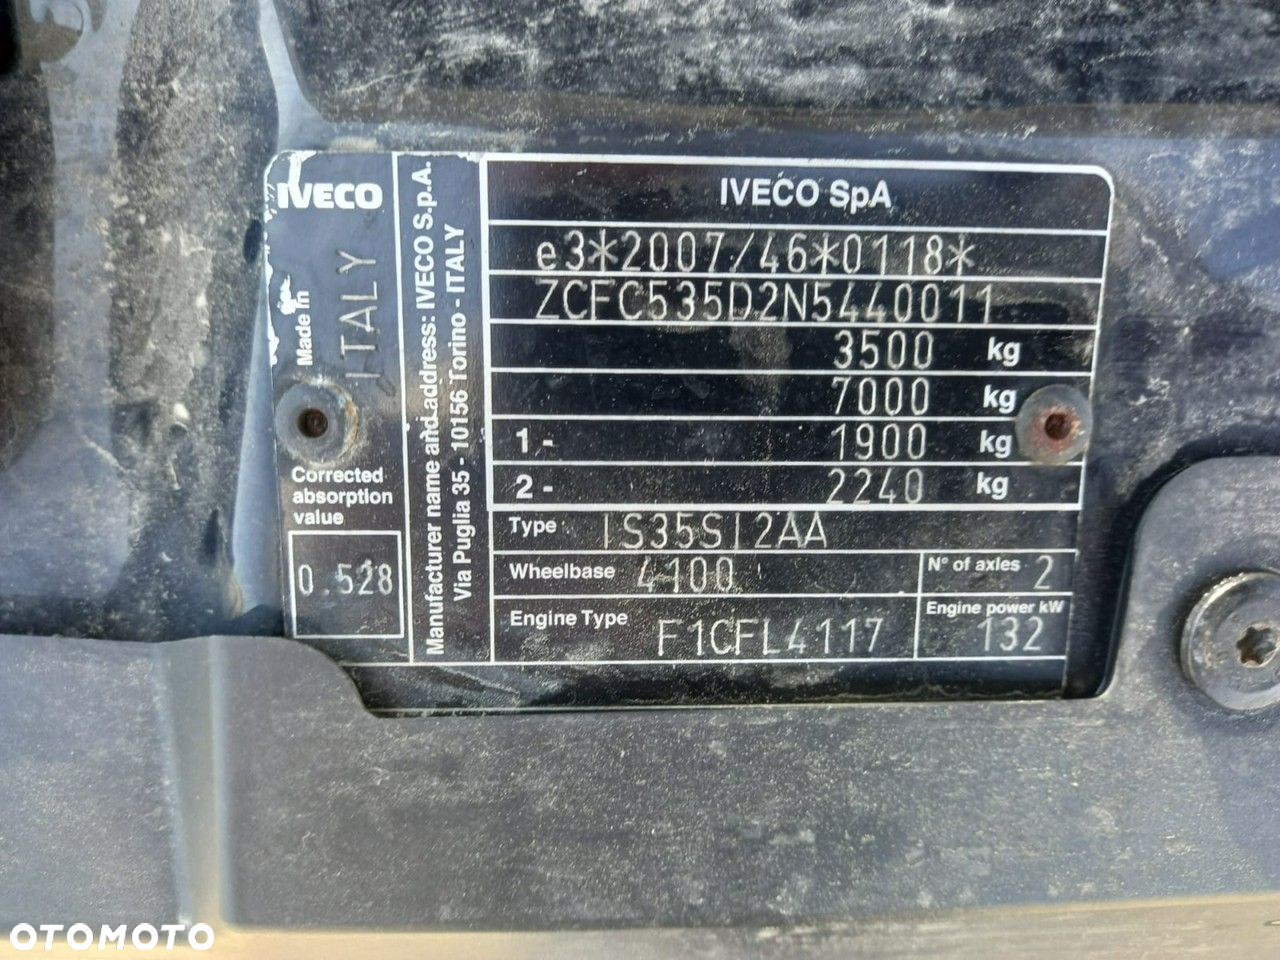 IVECO
Made In
ITALY
Corrected
absorption
value
0.528
Manufacturer name and address: IVECO S.p.A.
Via Puglia 35 - 10156 Torino - ITALY
IVECO SpA
e3*2007/46*0118*
ZCFC535D2N5440011
3500 kg
7000 kg
1 - 1900 kg
2 - 2240 kg
Type IS35SI2AA
Wheelbase 4100
N° of axles 2
Engine Type F1CFL4117
Engine power kW 132
OTOMOTO